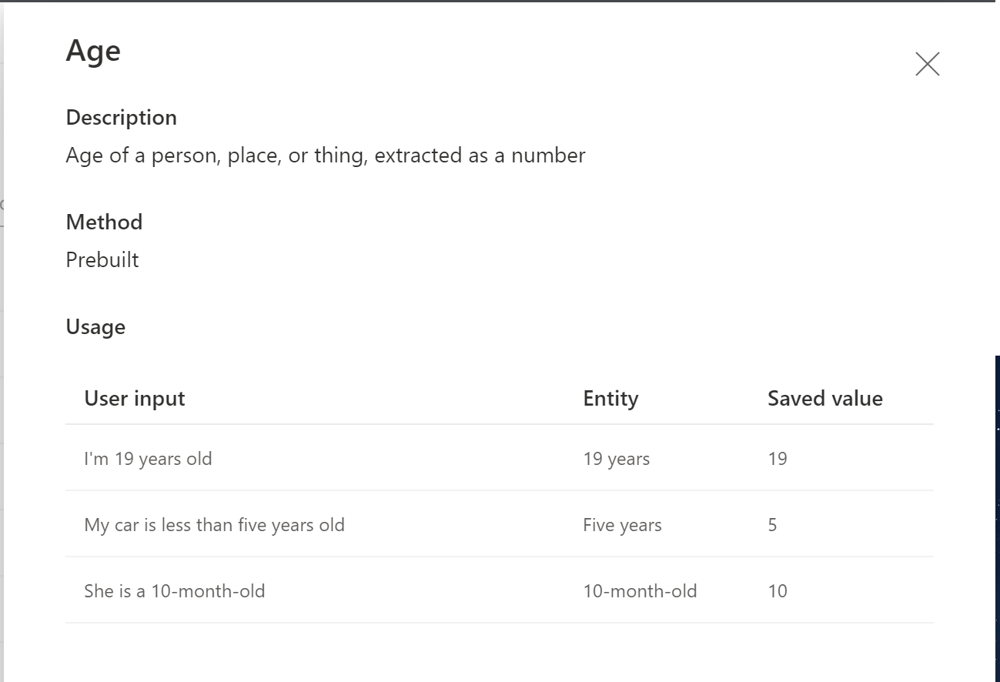 Age
Description
Age of a person, place, or thing, extracted as a number
Method
Prebuilt
Usage
User input Entity Saved value
I'm 19 years old 19 years 19
My car is less than five years old Five years 5
She is a 10-month-old 10-month-old 10